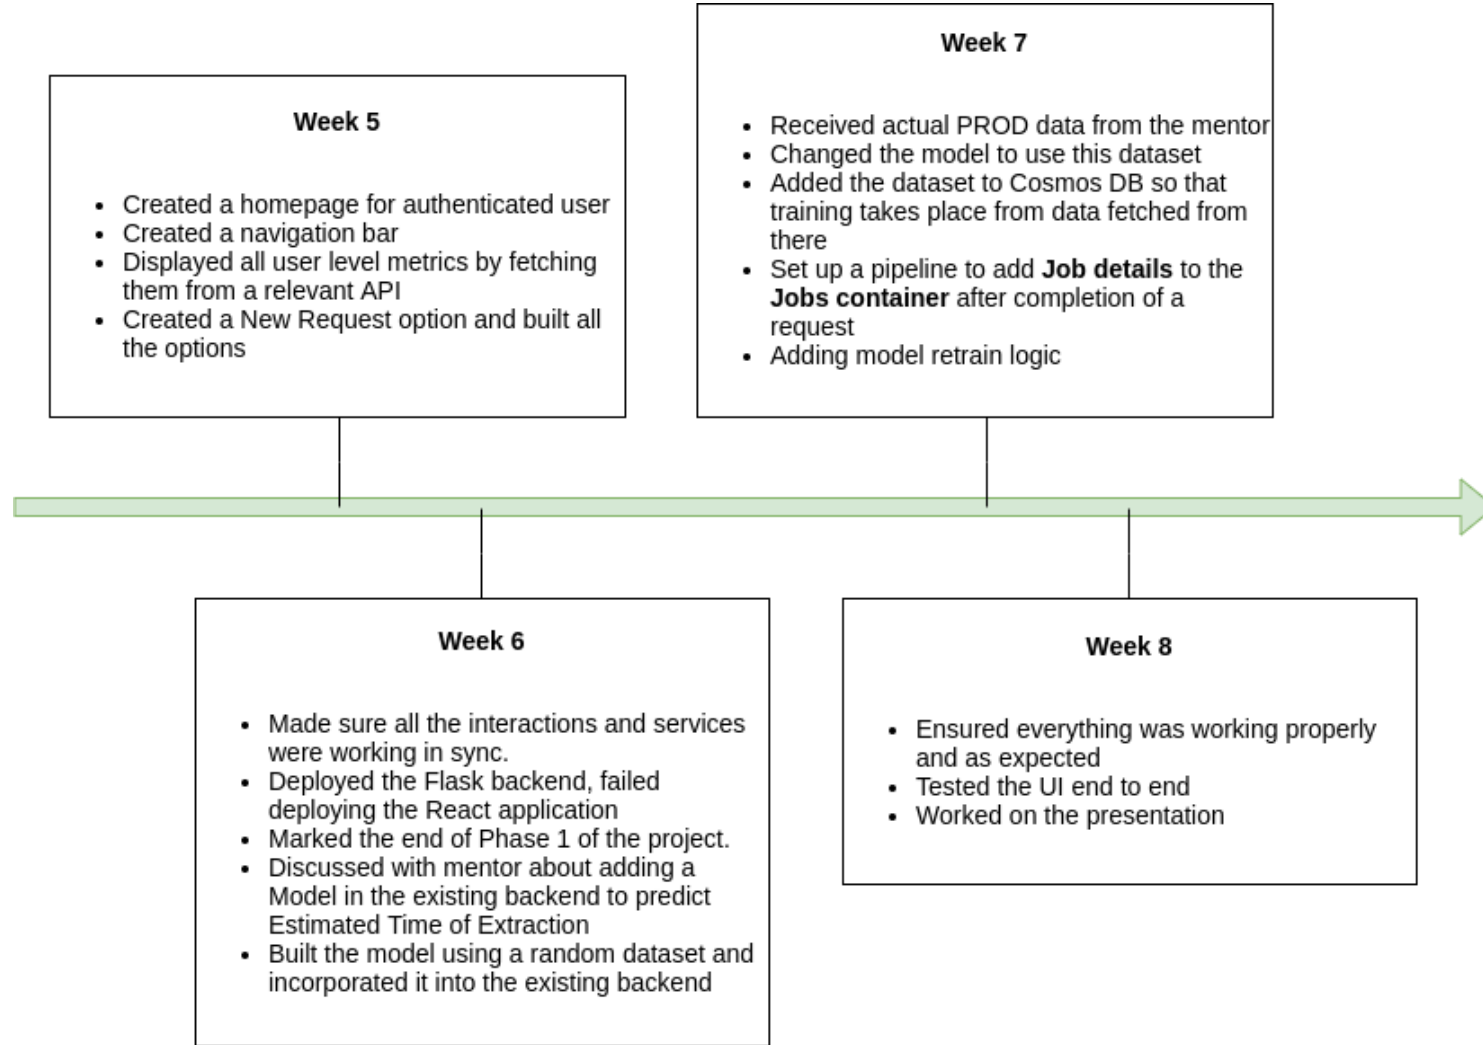 Week 5
• Created a homepage for authenticated user
• Created a navigation bar
• Displayed all user level metrics by fetching
them from a relevant API
• Created a New Request option and built all
the options
Week 6
• Made sure all the interactions and services
were working in sync.
• Deployed the Flask backend, failed
deploying the React application
• Marked the end of Phase 1 of the project.
• Discussed with mentor about adding a
Model in the existing backend to predict
Estimated Time of Extraction
• Built the model using a random dataset and
incorporated it into the existing backend
Week 7
• Received actual PROD data from the mentor
• Changed the model to use this dataset
• Added the dataset to Cosmos DB so that
training takes place from data fetched from
there
• Set up a pipeline to add Job details to the
Jobs container after completion of a
request
• Adding model retrain logic
Week 8
• Ensured everything was working properly
and as expected
• Tested the UI end to end
• Worked on the presentation